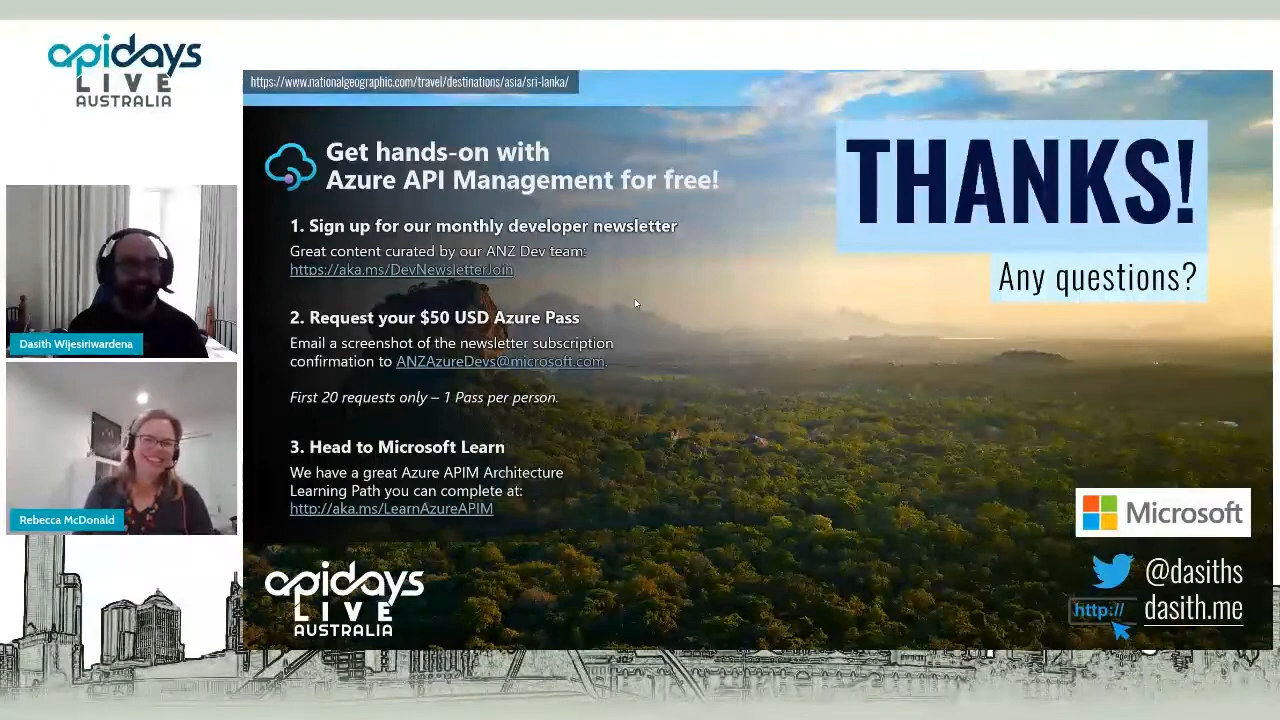 apidays
LIVE
AUSTRALIA
https://www.nationalgeographic.com/travel/destinations/asia/sri-lanka/
Get hands-on with
Azure API Management for free!
1. Sign up for our monthly developer newsletter
Great content curated by our ANZ Dev team:
https://aka.ms/DevNewsletterJoin
2. Request your $50 USD Azure Pass
Email a screenshot of the newsletter subscription
confirmation to ANZAzureDevs@microsoft.com.
First 20 requests only – 1 Pass per person.
3. Head to Microsoft Learn
We have a great Azure APIM Architecture
Learning Path you can complete at:
http://aka.ms/LearnAzureAPIM
THANKS!
Any questions?
Dasith Wijesiriwardena
Rebecca McDonald
apidays
LIVE
AUSTRALIA
Microsoft
@dasiths
http://
dasith.me